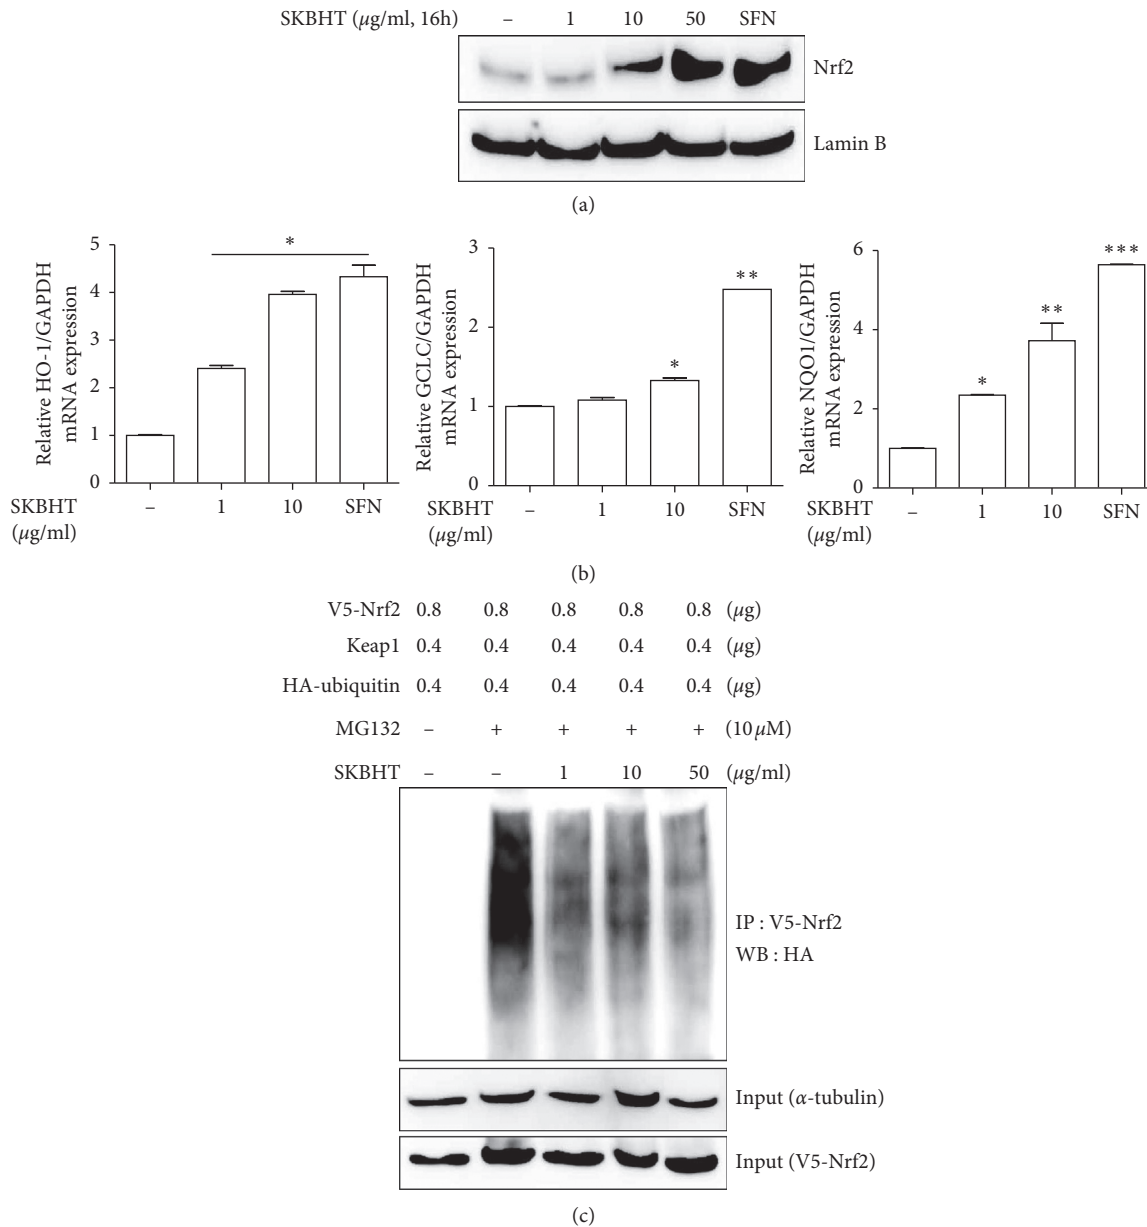 SKBHT (μg/ml, 16h) – 1 10 50 SFN
Nrf2
Lamin B
(a)
Relative HO-1/GAPDH
mRNA expression
5
4
3
2
1
0
*
SKBHT
(μg/ml)
– 1 10 SFN
Relative GCLC/GAPDH
mRNA expression
3
2
1
0
*
**
SKBHT
(μg/ml)
– 1 10 SFN
Relative NQO1/GAPDH
mRNA expression
6
4
2
0
*
**
***
SKBHT
(μg/ml)
– 1 10 SFN
(b)
V5-Nrf2 0.8 0.8 0.8 0.8 0.8 (μg)
Keap1 0.4 0.4 0.4 0.4 0.4 (μg)
HA-ubiquitin 0.4 0.4 0.4 0.4 0.4 (μg)
MG132 – + + + + (10 μM)
SKBHT – – 1 10 50 (μg/ml)
IP : V5-Nrf2
WB : HA
Input (α-tubulin)
Input (V5-Nrf2)
(c)